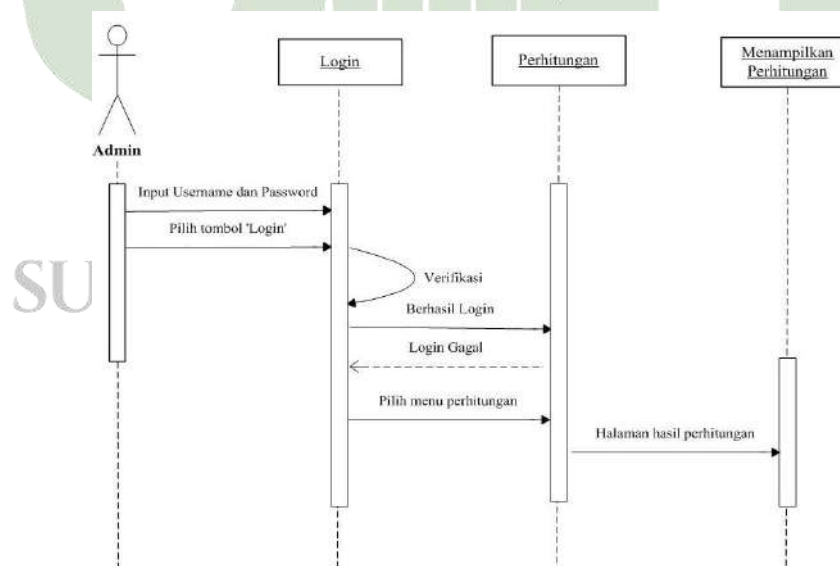 Login
Perhitungan
Menampilkan
Perhitungan
Admin
Input Username dan Password
Pilih tombol 'Login'
SU
Verifikasi
Berhasil Login
Login Gagal
Pilih menu perhitungan
Halaman hasil perhitungan